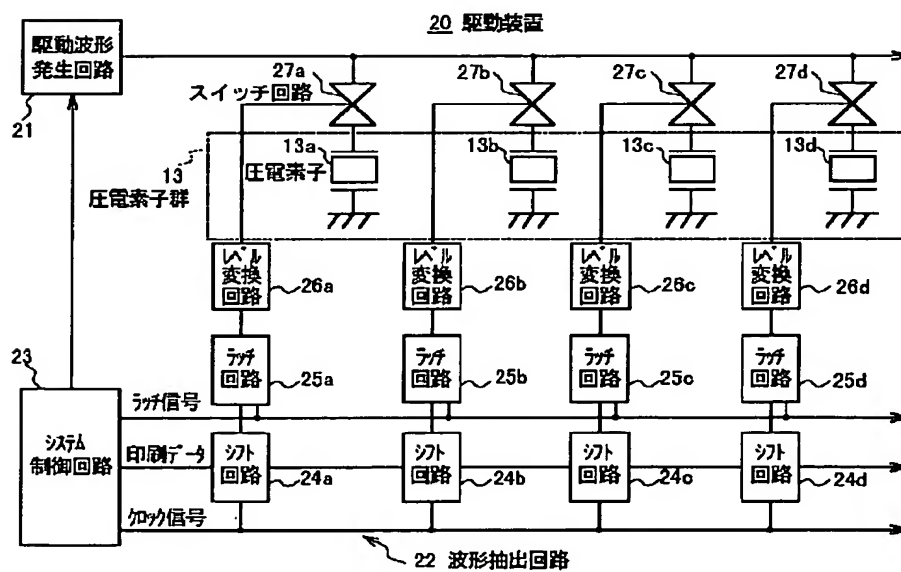 20 駆動装置
駆動波形
発生回路
21
27a
27b
27c
27d
スイッチ回路
13a
13b
13c
13d
圧電素子
13
圧電素子群
レベル
変換
回路
26a
レベル
変換
回路
26b
レベル
変換
回路
26c
レベル
変換
回路
26d
ラッチ
回路
25a
ラッチ
回路
25b
ラッチ
回路
25c
ラッチ
回路
25d
23
システム
制御回路
ラッチ信号
印刷データ
クロック信号
シフト
回路
24a
シフト
回路
24b
シフト
回路
24c
シフト
回路
24d
22 波形抽出回路